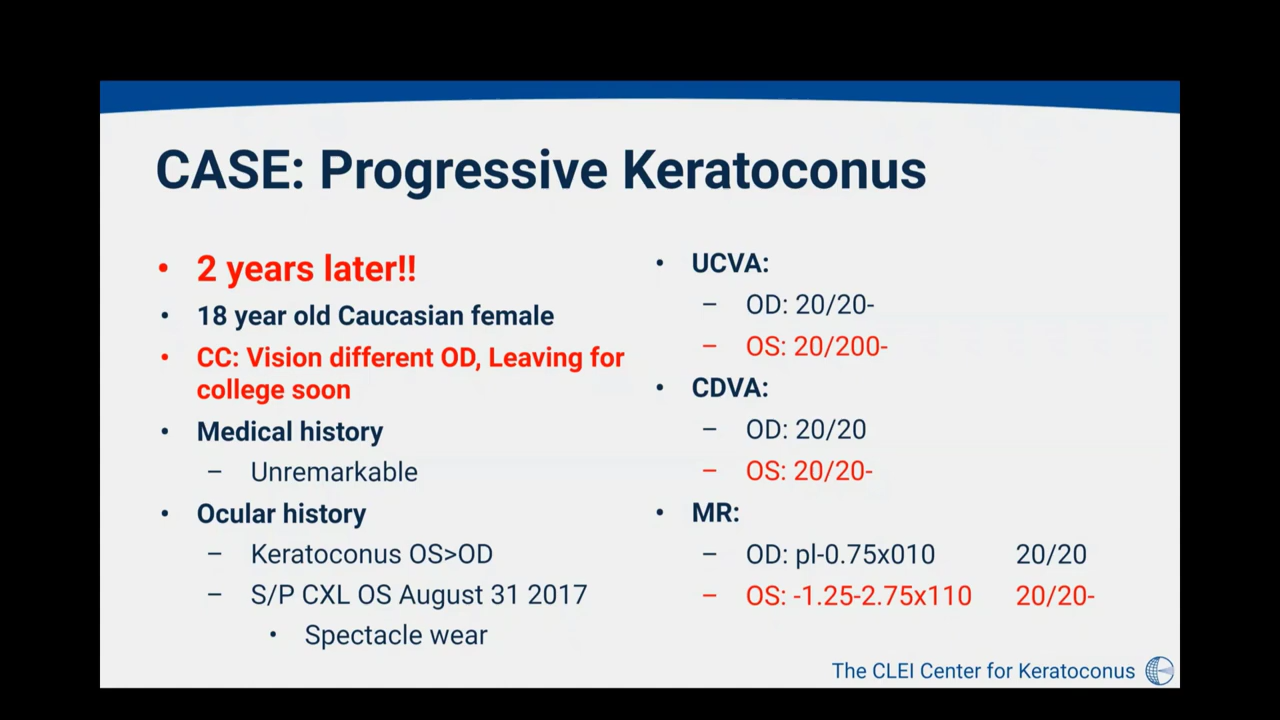 CASE: Progressive Keratoconus
• 2 years later!!
• 18 year old Caucasian female
• CC: Vision different OD, Leaving for
college soon
• Medical history
– Unremarkable
• Ocular history
– Keratoconus OS>OD
– S/P CXL OS August 31 2017
• Spectacle wear
• UCVA:
– OD: 20/20-
– OS: 20/200-
• CDVA:
– OD: 20/20
– OS: 20/20-
• MR:
– OD: pl-0.75x010 20/20
– OS: -1.25-2.75x110 20/20-
The CLEI Center for Keratoconus